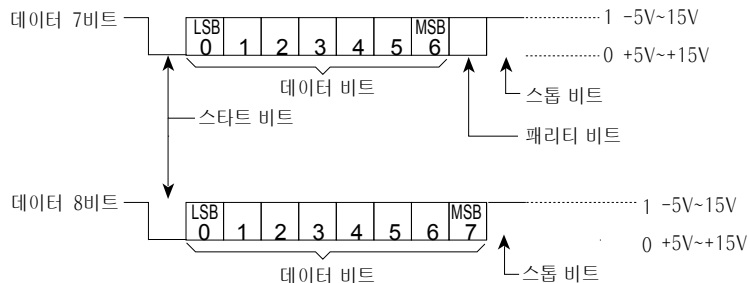 데이터 7비트
LSB MSB
0 1 2 3 4 5 6
1 -5V~15V
0 +5V~+15V
데이터 비트
스톱 비트
스타트 비트
패리티 비트
데이터 8비트
LSB MSB
0 1 2 3 4 5 6 7
1 -5V~15V
0 +5V~+15V
데이터 비트
스톱 비트